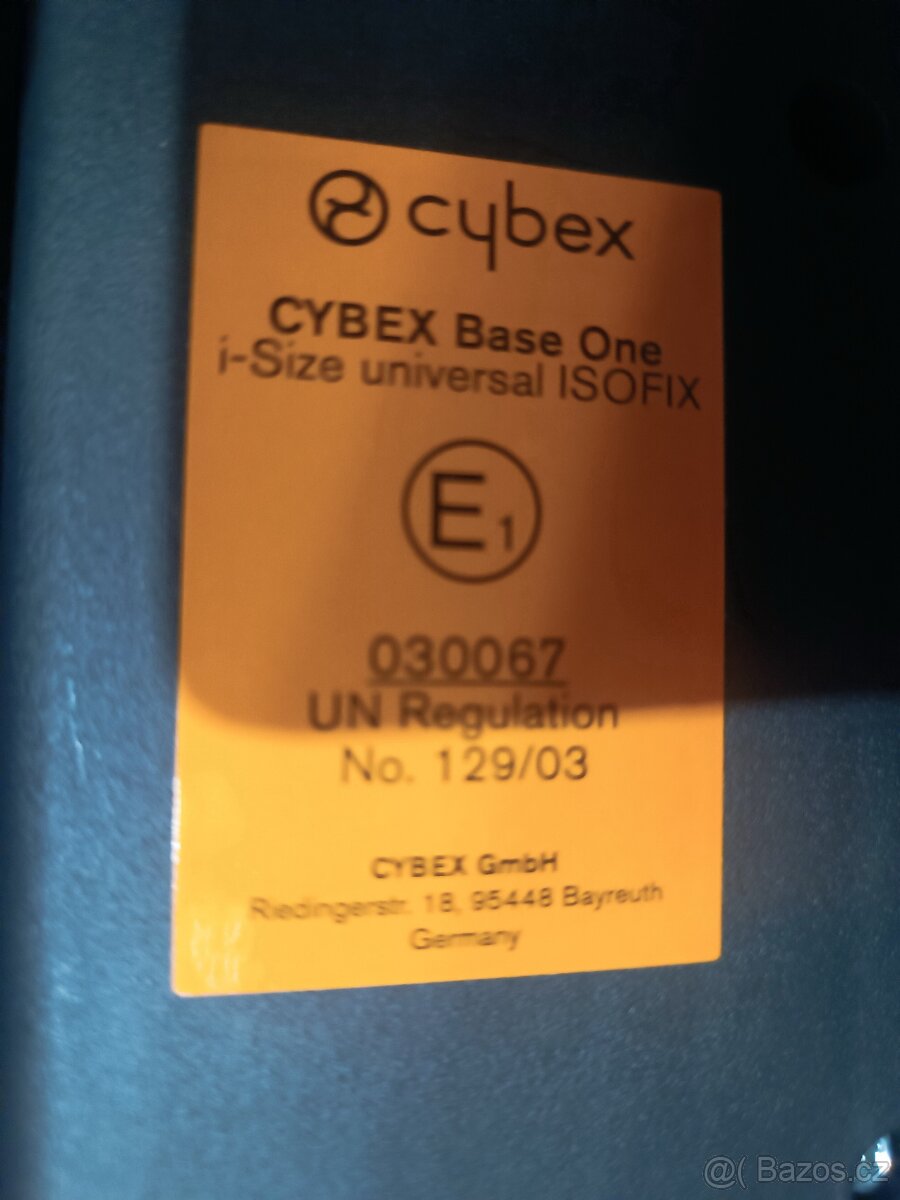 cybex
CYBEX Base One
i-Size universal ISOFIX
E1
030067
UN Regulation
No. 129/03
CYBEX GmbH
Riedingerstr. 18, 95448 Bayreuth
Germany
@( Bazos.cz